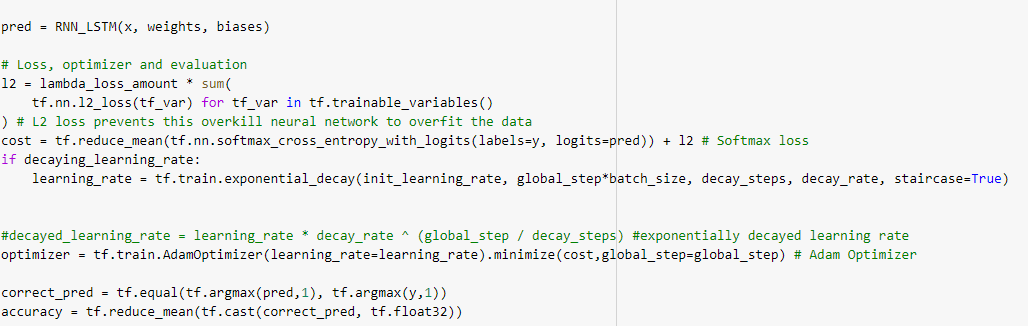 pred = RNN_LSTM(x, weights, biases)
# Loss, optimizer and evaluation
l2 = lambda_loss_amount * sum(
    tf.nn.l2_loss(tf_var) for tf_var in tf.trainable_variables()
) # L2 loss prevents this overkill neural network to overfit the data
cost = tf.reduce_mean(tf.nn.softmax_cross_entropy_with_logits(labels=y, logits=pred)) + l2 # Softmax loss
if decaying_learning_rate:
    learning_rate = tf.train.exponential_decay(init_learning_rate, global_step*batch_size, decay_steps, decay_rate, staircase=True)
#decayed_learning_rate = learning_rate * decay_rate ^ (global_step / decay_steps) #exponentially decayed learning rate
optimizer = tf.train.AdamOptimizer(learning_rate=learning_rate).minimize(cost,global_step=global_step) # Adam Optimizer
correct_pred = tf.equal(tf.argmax(pred,1), tf.argmax(y,1))
accuracy = tf.reduce_mean(tf.cast(correct_pred, tf.float32))